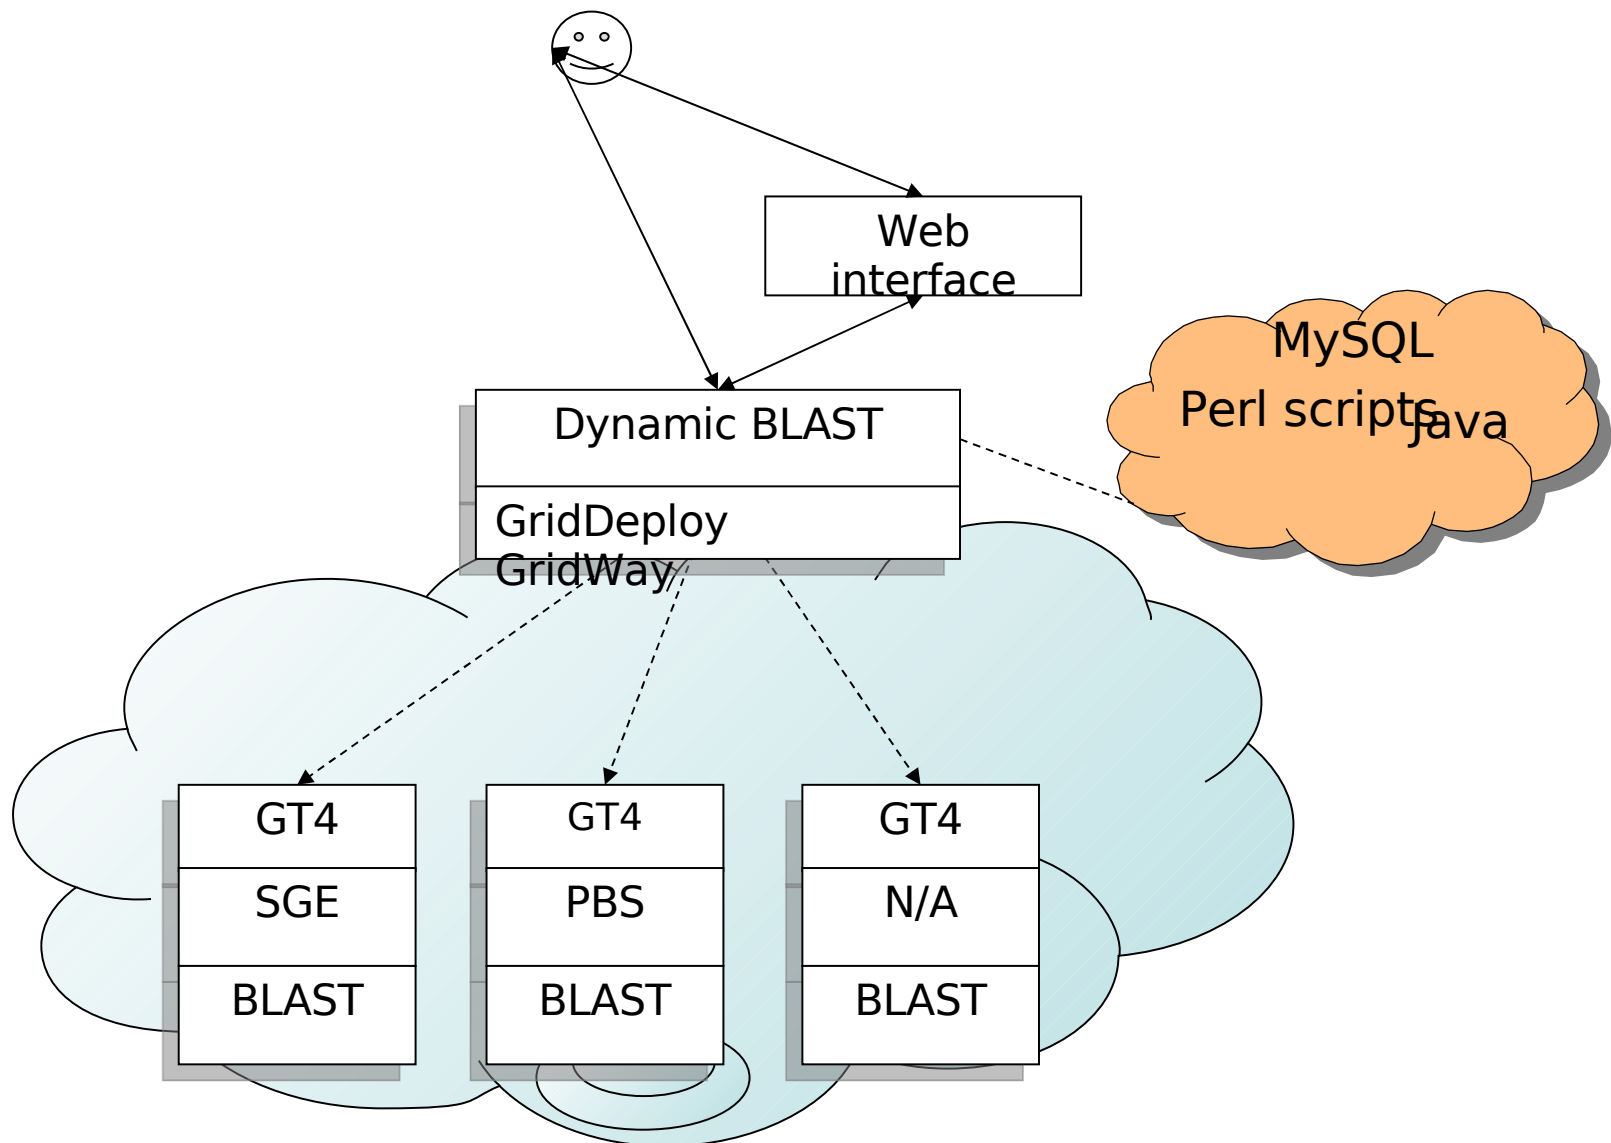 Web
interface
MySQL
Perl scripts
Java
Dynamic BLAST
GridDeploy
GridWay
GT4
GT4
GT4
SGE
PBS
N/A
BLAST
BLAST
BLAST